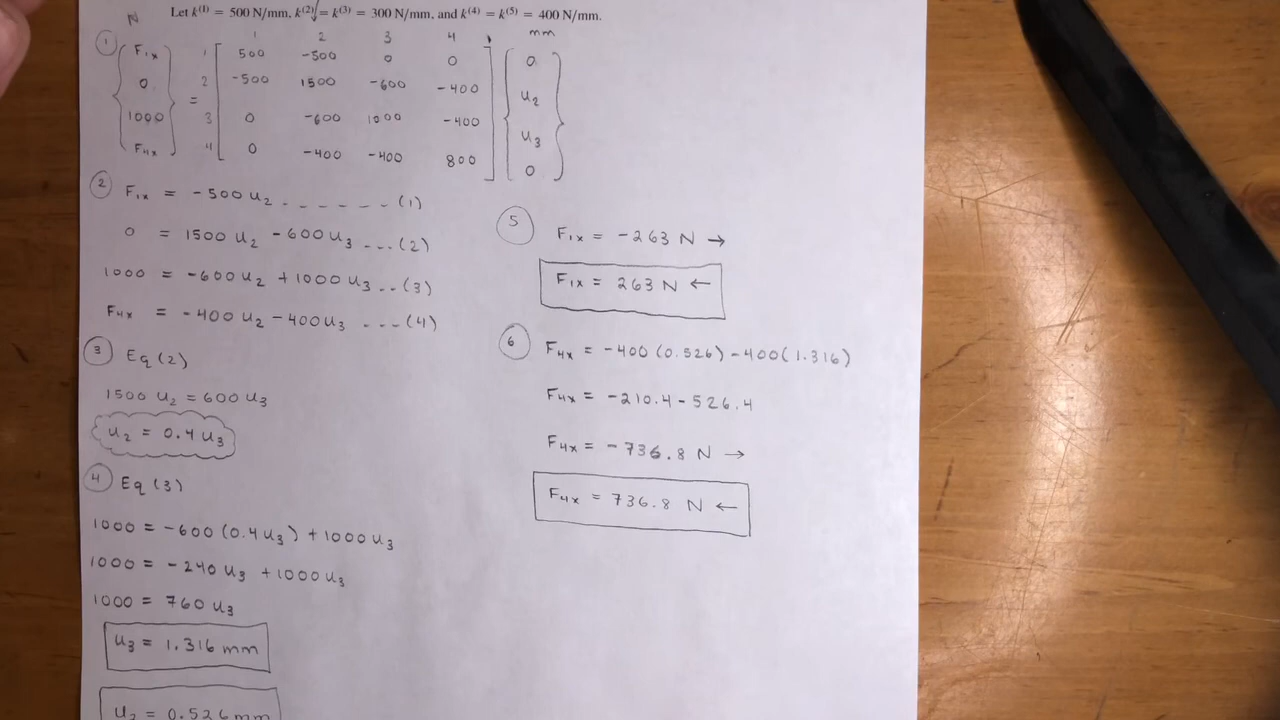 Let k(1) = 500 N/mm, k(2) = k(3) = 300 N/mm, and k(4) = k(5) = 400 N/mm.
N
mm
1 2 3 4
① { F1x } 1 [ 500 -500 0 0 ] { 0 }
{ 0 } = 2 [ -500 1500 -600 -400 ] { u2 }
{ 1000 } 3 [ 0 -600 1000 -400 ] { u3 }
{ F4x } 4 [ 0 -400 -400 800 ] { 0 }
② F1x = -500 u2 ------ (1)
0 = 1500 u2 - 600 u3 --- (2)
1000 = -600 u2 + 1000 u3 -- (3)
F4x = -400 u2 - 400 u3 --- (4)
③ Eq (2)
1500 u2 = 600 u3
u2 = 0.4 u3
④ Eq (3)
1000 = -600 (0.4 u3) + 1000 u3
1000 = -240 u3 + 1000 u3
1000 = 760 u3
u3 = 1.316 mm
u2 = 0.526 mm
⑤ F1x = -263 N →
F1x = 263 N ←
⑥ F4x = -400 (0.526) - 400 (1.316)
F4x = -210.4 - 526.4
F4x = -736.8 N →
F4x = 736.8 N ←